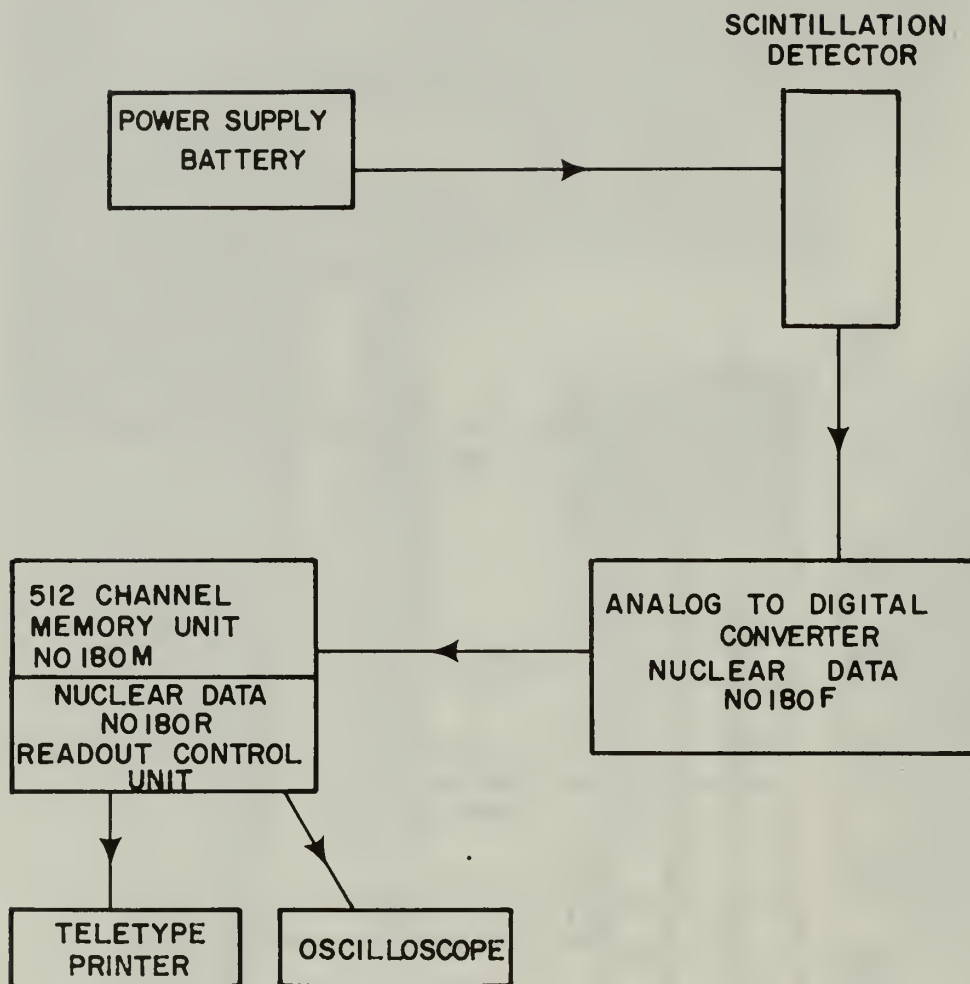 SCINTILLATION
DETECTOR
POWER SUPPLY
BATTERY
512 CHANNEL
MEMORY UNIT
NO 180M
NUCLEAR DATA
NO 180R
READOUT CONTROL
UNIT
ANALOG TO DIGITAL
CONVERTER
NUCLEAR DATA
NO 180F
TELETYPE
PRINTER
OSCILLOSCOPE